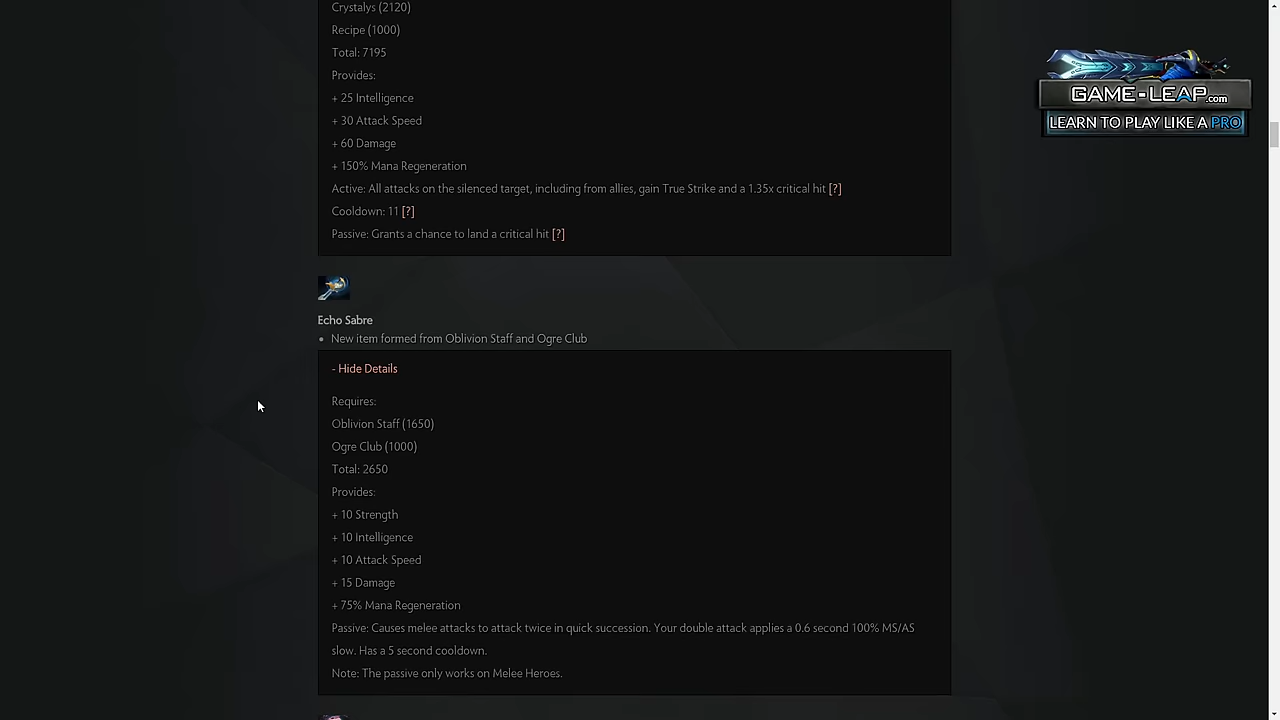 Crystalys (2120)
Recipe (1000)
Total: 7195
Provides:
+ 25 Intelligence
+ 30 Attack Speed
+ 60 Damage
+ 150% Mana Regeneration
Active: All attacks on the silenced target, including from allies, gain True Strike and a 1.35x critical hit [?]
Cooldown: 11 [?]
Passive: Grants a chance to land a critical hit [?]
GAME-LEAP.com
LEARN TO PLAY LIKE A PRO
Echo Sabre
• New item formed from Oblivion Staff and Ogre Club
- Hide Details
Requires:
Oblivion Staff (1650)
Ogre Club (1000)
Total: 2650
Provides:
+ 10 Strength
+ 10 Intelligence
+ 10 Attack Speed
+ 15 Damage
+ 75% Mana Regeneration
Passive: Causes melee attacks to attack twice in quick succession. Your double attack applies a 0.6 second 100% MS/AS
slow. Has a 5 second cooldown.
Note: The passive only works on Melee Heroes.